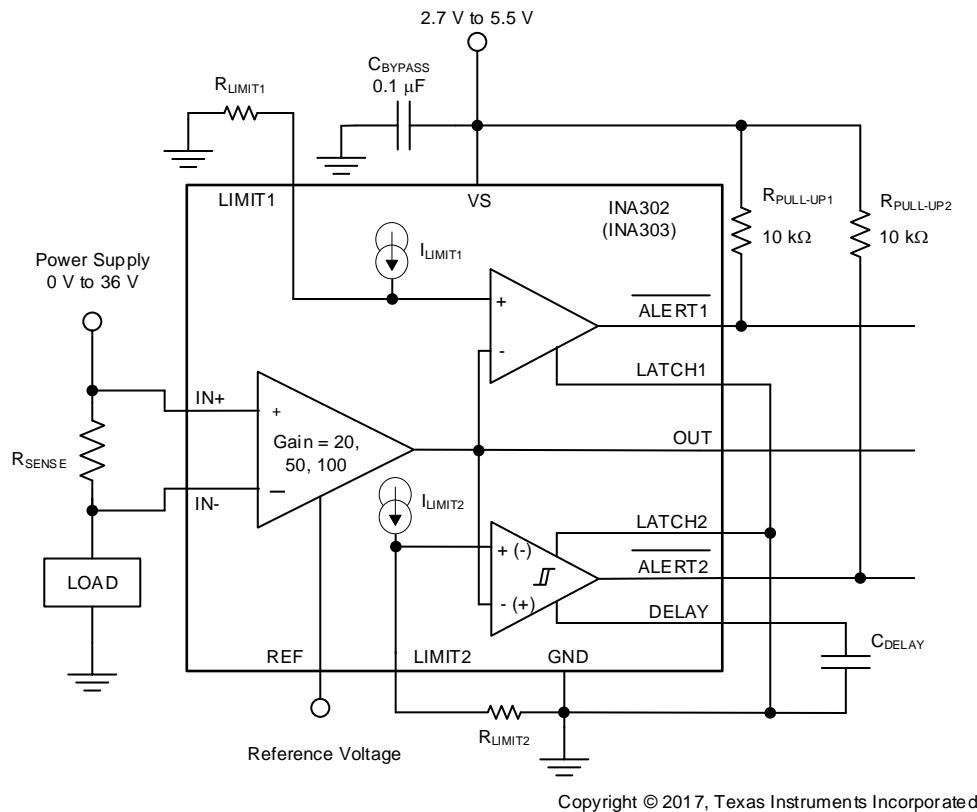 2.7 V to 5.5 V
CBYPASS
0.1 μF
RLIMIT1
LIMIT1
VS
INA302
(INA303)
RPULL-UP1
10 kΩ
RPULL-UP2
10 kΩ
Power Supply
0 V to 36 V
ILIMIT1
+
-
ALERT1
LATCH1
IN+
+
Gain = 20,
50, 100
OUT
RSENSE
−
IN-
ILIMIT2
LATCH2
+ (-)
ALERT2
- (+)
LOAD
DELAY
CDELAY
REF
LIMIT2
GND
RLIMIT2
Reference Voltage
Copyright © 2017, Texas Instruments Incorporated